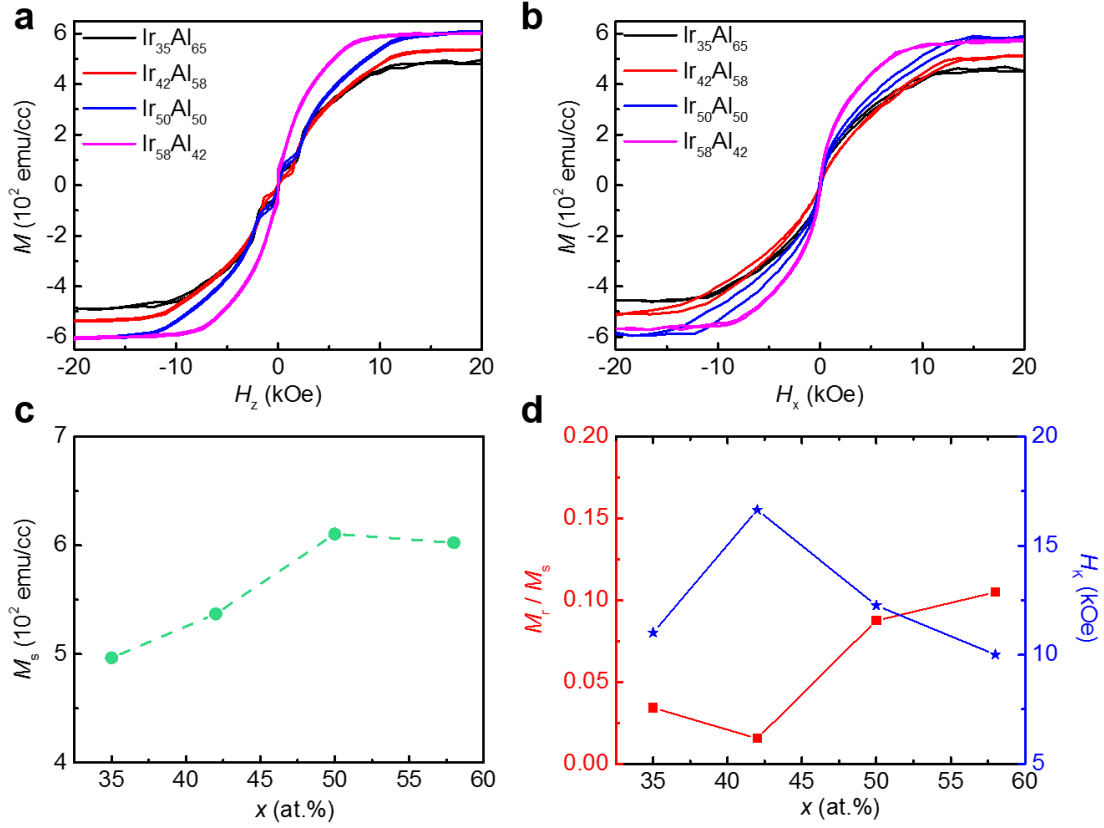 a
Ir35Al65
Ir42Al58
Ir50Al50
Ir58Al42
6
4
2
0
-2
-4
-6
M (10² emu/cc)
-20
-10
0
10
20
Hz (kOe)
b
Ir35Al65
Ir42Al58
Ir50Al50
Ir58Al42
6
4
2
0
-2
-4
-6
M (10² emu/cc)
-20
-10
0
10
20
Hx (kOe)
c
7
6
5
4
Ms (10² emu/cc)
35
40
45
50
55
60
x (at.%)
d
0.20
0.15
0.10
0.05
0.00
Mr / Ms
20
15
10
5
Hk (kOe)
35
40
45
50
55
60
x (at.%)